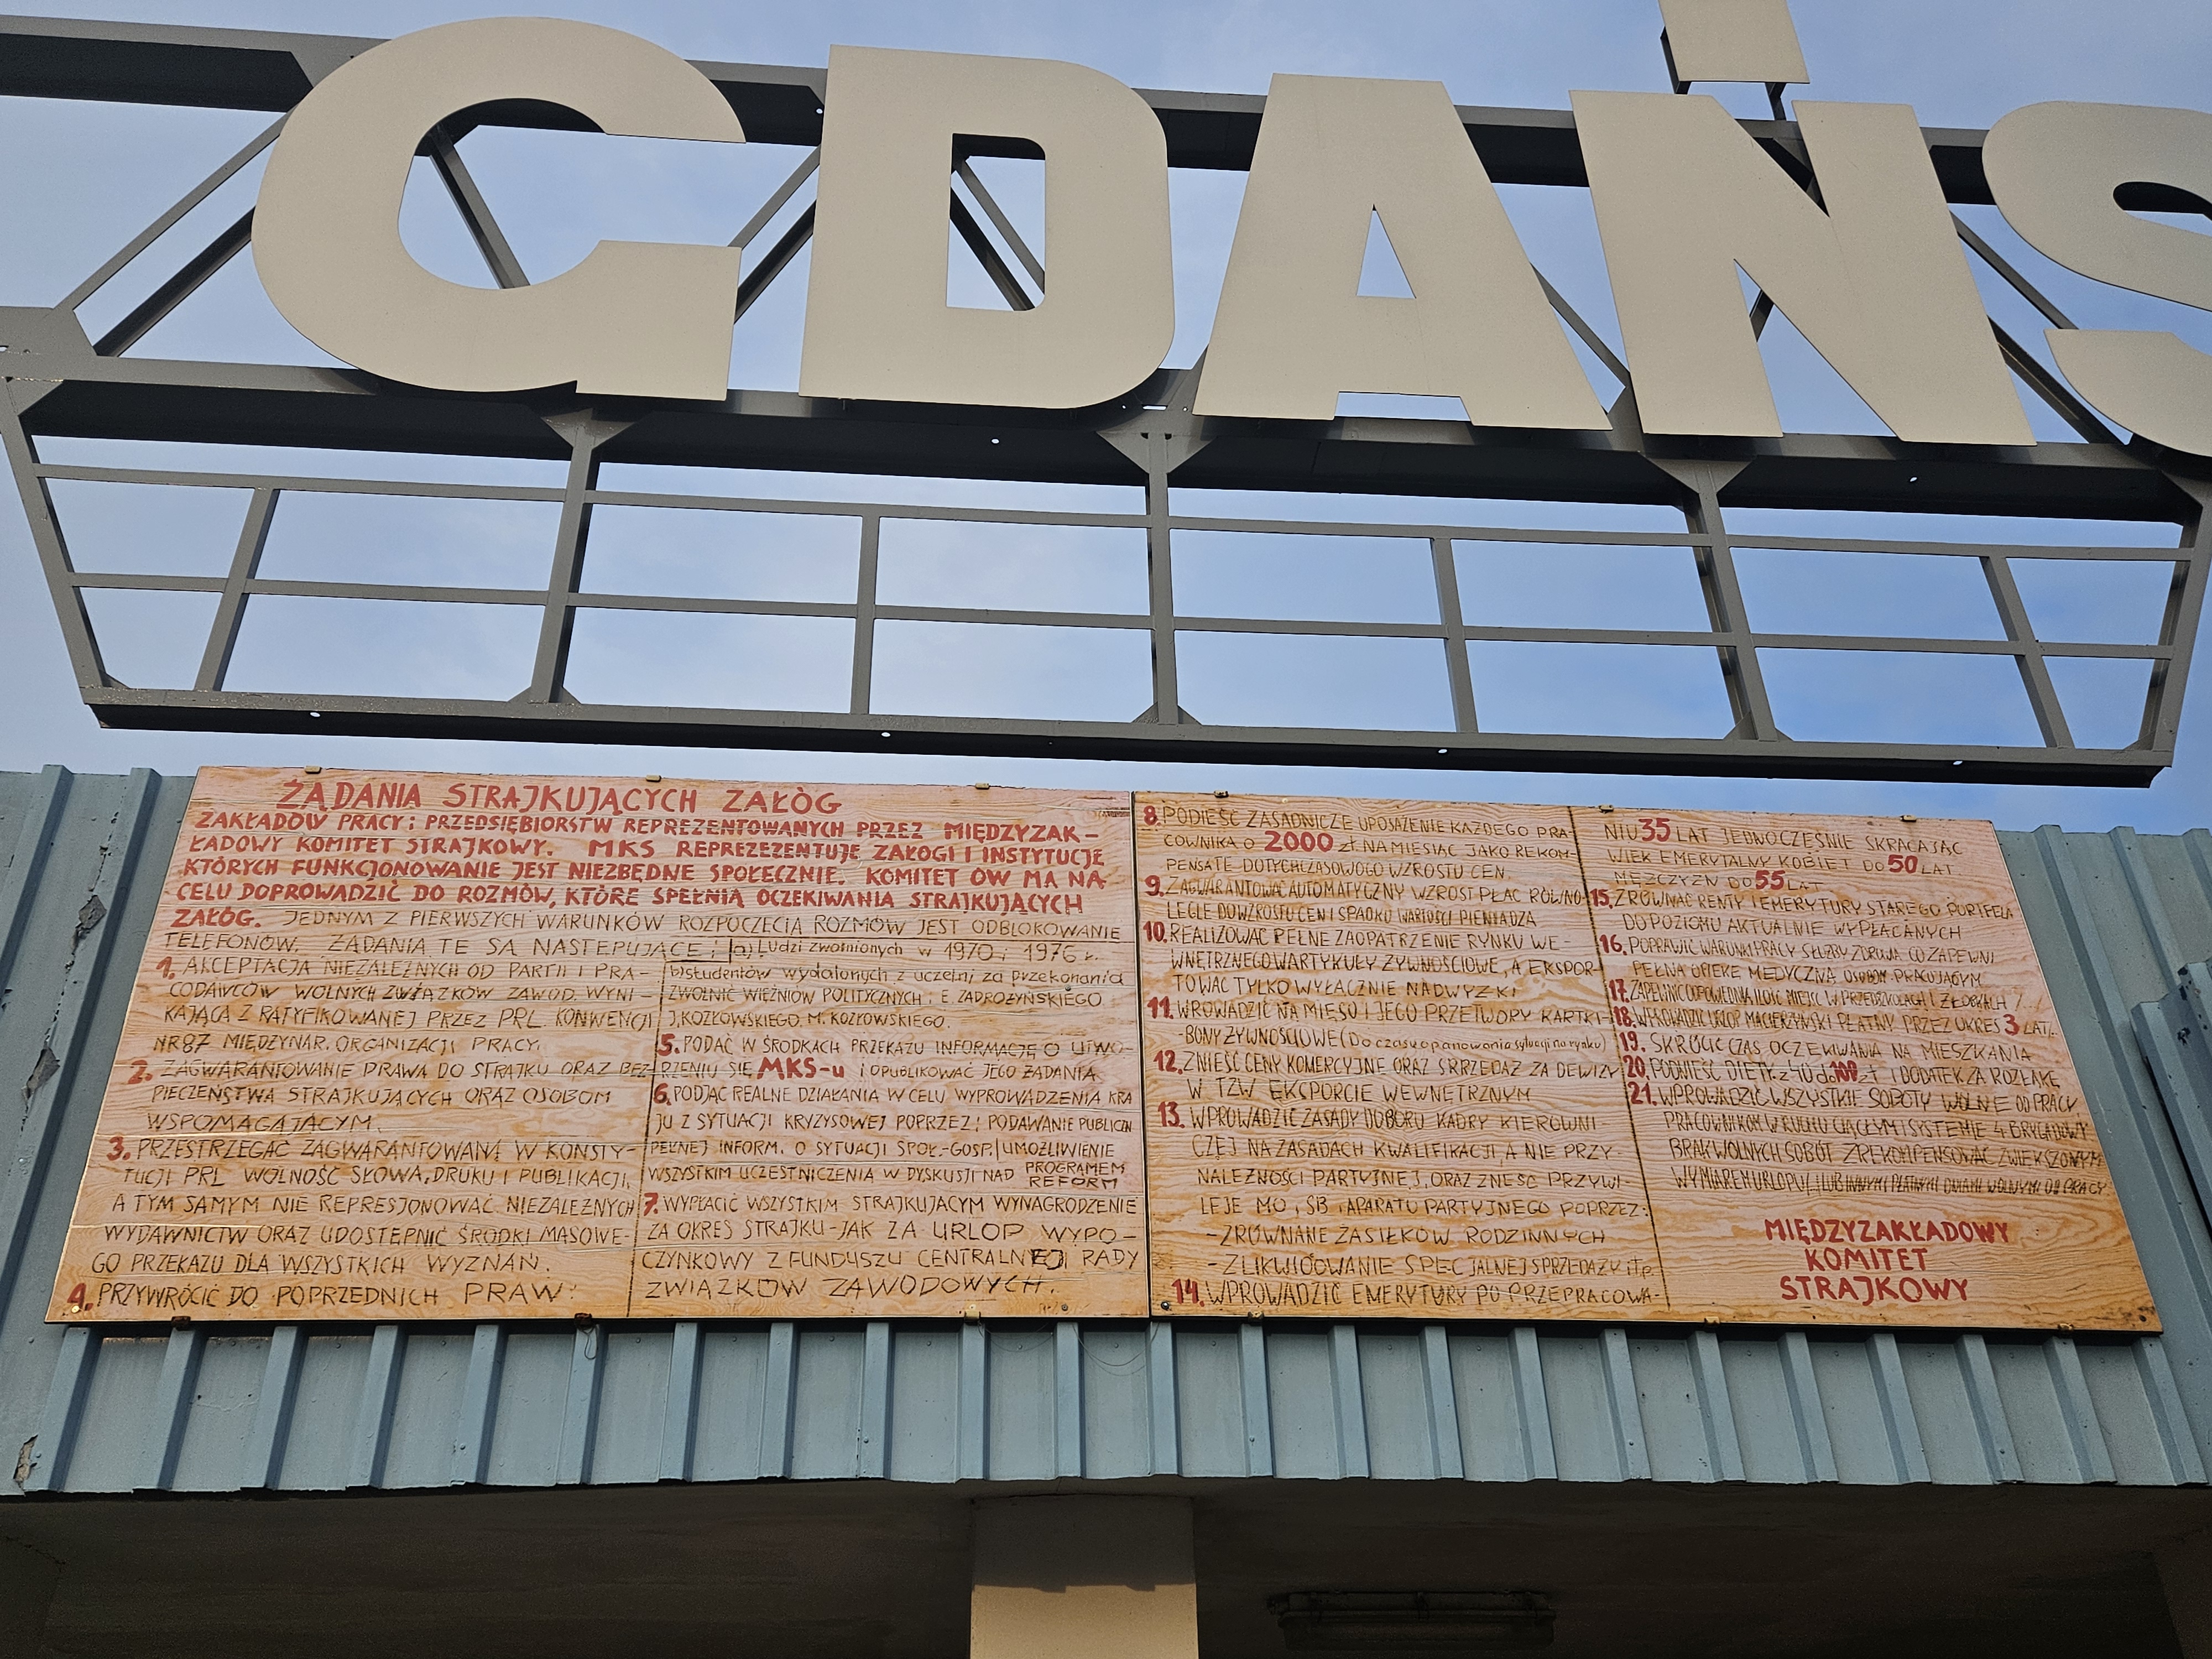 GDAŃS
ŻĄDANIA STRAJKUJĄCYCH ZAŁÓG
ZAKŁADÓW PRACY i PRZEDSIĘBIORSTW REPREZENTOWANYCH PRZEZ MIĘDZYZAK-
ŁADOWY KOMITET STRAJKOWY. MKS REPREZEZENTUJE ZAŁOGI I INSTYTUCJE
KTÓRYCH FUNKCJONOWANIE JEST NIEZBĘDNE SPOŁECZNIE. KOMITET ÓW MA NA
CELU DOPROWADZIĆ DO ROZMÓW, KTÓRE SPEŁNIĄ OCZEKIWANIA STRAJKUJĄCYCH
ZAŁÓG. JEDNYM Z PIERWSZYCH WARUNKÓW ROZPOCZĘCIA ROZMÓW JEST ODBLOKOWANIE
TELEFONÓW. ŻĄDANIA TE SĄ NASTĘPUJĄCE:
1. AKCEPTACJA NIEZALEŻNYCH OD PARTII I PRA-
CODAWCÓW WOLNYCH ZWIĄZKÓW ZAWOD. WYNI-
KAJĄCA Z RATYFIKOWANEJ PRZEZ PRL KONWENCJI
NR87 MIĘDZYNAR. ORGANIZACJI PRACY.
2. ZAGWARANTOWANIE PRAWA DO STRAJKU ORAZ BEZ-
PIECZEŃSTWA STRAJKUJĄCYCH ORAZ OSOBOM
WSPOMAGAJĄCYM.
3. PRZESTRZEGAĆ ZAGWARANTOWANĄ W KONSTY-
TUCJI PRL WOLNOŚĆ SŁOWA, DRUKU I PUBLIKACJI,
A TYM SAMYM NIE REPRESJONOWAĆ NIEZALEŻNYCH
WYDAWNICTW ORAZ UDOSTĘPNIĆ ŚRODKI MASOWE-
GO PRZEKAZU DLA WSZYSTKICH WYZNAŃ.
4. PRZYWRÓCIĆ DO POPRZEDNICH PRAW:
a) Ludzi zwolnionych w 1970 i 1976 r.
b) studentów wydalonych z uczelni za przekonania
ZWOLNIĆ WIĘŹNIÓW POLITYCZNYCH: E. ZADROŻYŃSKIEGO
J. KOZŁOWSKIEGO, M. KOZŁOWSKIEGO.
5. PODAĆ W ŚRODKACH PRZEKAZU INFORMACJĘ O UTWO-
RZENIU SIĘ MKS-u i OPUBLIKOWAĆ JEGO ŻĄDANIA
6. PODJĄĆ REALNE DZIAŁANIA W CELU WYPROWADZENIA KRA
JU Z SYTUACJI KRYZYSOWEJ POPRZEZ: PODAWANIE PUBLICZN
PEŁNEJ INFORM. O SYTUACJI SPOŁ.-GOSP. UMOŻLIWIENIE
WSZYSTKIM UCZESTNICZENIA W DYSKUSJI NAD PROGRAMEM
REFORM
7. WYPŁACIĆ WSZYSTKIM STRAJKUJĄCYM WYNAGRODZENIE
ZA OKRES STRAJKU-JAK ZA URLOP WYPO-
CZYNKOWY Z FUNDUSZU CENTRALNEJ RADY
ZWIĄZKÓW ZAWODOWYCH.
8. PODIEŚĆ ZASADNICZE UPOSAŻENIE KAŻDEGO PRA-
COWNIKA O 2000 zŁ NA MIESIĄC JAKO REKOM-
PENSATĘ DOTYCHCZASOWEGO WZROSTU CEN.
9. ZAGWARANTOWAĆ AUTOMATYCZNY WZROST PŁAC RÓWNO-
LEGLE DO WZROSTU CEN I SPADKU WARTOŚCI PIENIĄDZA
10. REALIZOWAĆ PEŁNE ZAOPATRZENIE RYNKU WE-
WNĘTRZNEGO W ARTYKUŁY ŻYWNOŚCIOWE, A EKSPOR-
TOWAĆ TYLKO WYŁĄCZNIE NADWYŻKI
11. WROWADZIĆ NA MIĘSO I JEGO PRZETWORY KARTKI-
-BONY ŻYWNOŚCIOWE (Do czasu opanowania sytuacji na rynku)
12. ZNIEŚĆ CENY KOMERCYJNE ORAZ SRRZEDAŻ ZA DEWIZY
W TZW EKSPORCIE WEWNĘTRZNYM
13. WPROWADZIĆ ZASADY DOBORU KADRY KIEROWNI-
CZEJ NA ZASADACH KWALIFIKACJI, A NIE PRZY-
NALEŻNOŚCI PARTYJNEJ, ORAZ ZNEŚĆ PRZYWI-
LEJE MO, SB i APARATU PARTYJNEGO POPRZEZ:
-ZRÓWNANE ZASIŁKÓW RODZINNYCH
-ZLIKWIDOWANIE SPECJALNEJ SPRZEDAŻY itp.
14. WPROWADZIĆ EMERYTURY PO PRZEPRACOWA-
NIU 35 LAT JEDNOCZEŚNIE SKRACAJĄC
WIEK EMERYTALNY KOBIET DO 50 LAT
MĘŻCZYZN DO 55 LAT
15. ZRÓWNAĆ RENTY I EMERYTURY STAREGO PORTFELA
DO POZIOMU AKTUALNIE WYPŁACANYCH
16. POPRAWIĆ WARUNKI PRACY SŁUŻBY ZDROWIA CO ZAPEWNI
PEŁNĄ OPIEKĘ MEDYCZNĄ OSOBOM PRACUJĄCYM
17. ZAPEWNIĆ ODPOWIEDNIĄ ILOŚĆ MIEJSC W PRZEDSZKOLACH I ŻŁOBKACH
18. WPROWADZIĆ URLOP MACIERZYŃSKI PŁATNY PRZEZ OKRES 3 LAT
19. SKRÓCIĆ CZAS OCZEKIWANIA NA MIESZKANIA
20. PODNIEŚĆ DIETY z 40 do 100 zł I DODATEK ZA ROZŁĄKĘ
21. WPROWADZIĆ WSZYSTKIE SOBOTY WOLNE OD PRACY
PRACOWNIKOM W RUCHU CIĄGŁYM I SYSTEMIE 4 BRYGADOWY
BRAK WOLNYCH SOBÓT ZREKOMPENSOWAĆ ZWIĘKSZONYM
WYMIAREM URLOPU, I LUB INNYMI PŁATNYMI DNIAMI WOLNYMI OD PRACY
MIĘDZYZAKŁADOWY
KOMITET
STRAJKOWY